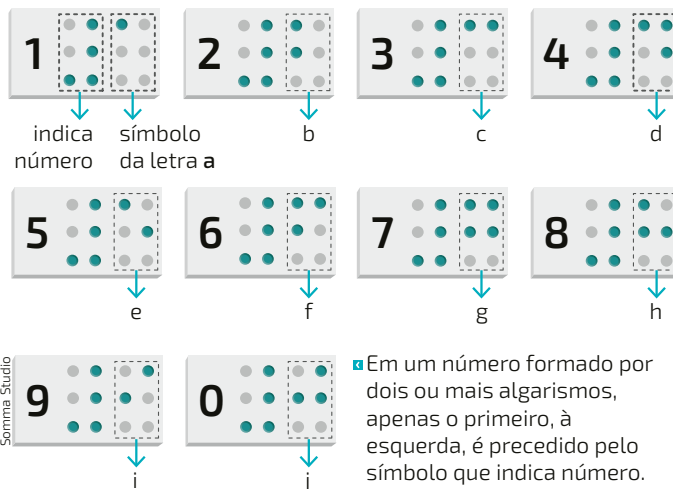 1 2 3 4
indica número
símbolo da letra a
b
c
d
5 6 7 8
e
f
g
h
9 0
i
j
Em um número formado por
dois ou mais algarismos,
apenas o primeiro, à
esquerda, é precedido pelo
símbolo que indica número.
Somma Studio